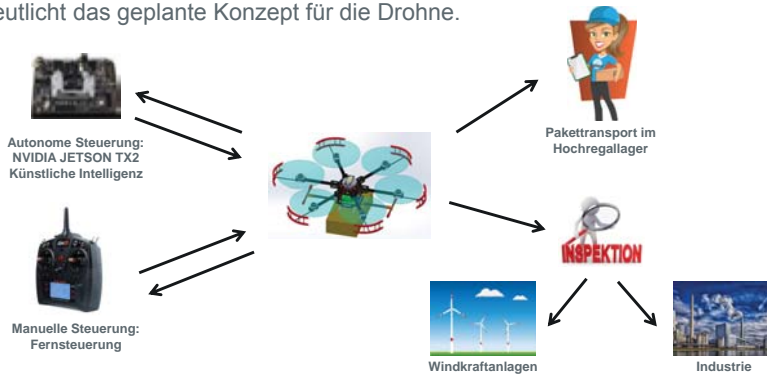 eutlicht das geplante Konzept für die Drohne.
Autonome Steuerung:
NVIDIA JETSON TX2
Künstliche Intelligenz
Pakettransport im
Hochregallager
INSPEKTION
Manuelle Steuerung:
Fernsteuerung
Windkraftanlagen
Industrie